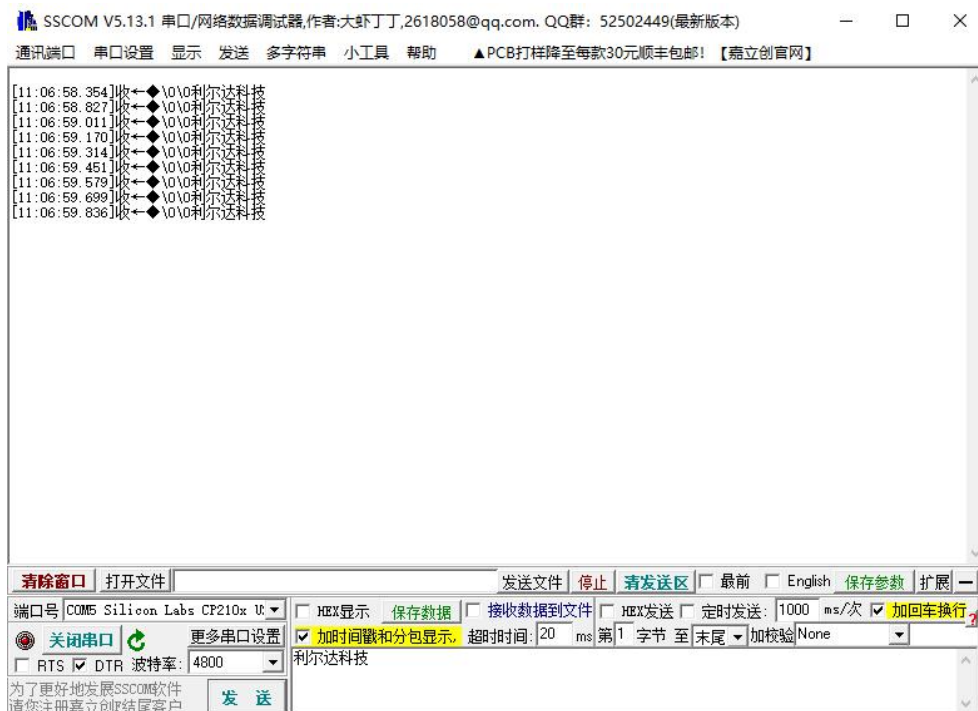 SSCOM V5.13.1 串口/网络数据调试器,作者:大虾丁丁,2618058@qq.com. QQ群: 52502449(最新版本)
通讯端口 串口设置 显示 发送 多字符串 小工具 帮助 ▲PCB打样降至每款30元顺丰包邮!【嘉立创官网】
[11:06:58.354]收←◆\0\0利尔达科技
[11:06:58.827]收←◆\0\0利尔达科技
[11:06:59.011]收←◆\0\0利尔达科技
[11:06:59.170]收←◆\0\0利尔达科技
[11:06:59.314]收←◆\0\0利尔达科技
[11:06:59.451]收←◆\0\0利尔达科技
[11:06:59.579]收←◆\0\0利尔达科技
[11:06:59.699]收←◆\0\0利尔达科技
[11:06:59.836]收←◆\0\0利尔达科技
清除窗口 打开文件 发送文件 停止 清发送区 最前 English 保存参数 扩展 —
端口号 COM5 Silicon Labs CP210x U: HEX显示 保存数据 接收数据到文件 HEX发送 定时发送: 1000 ms/次 加回车换行 ?
关闭串口 更多串口设置 加时间戳和分包显示, 超时时间: 20 ms 第 1 字节 至 末尾 加校验 None
RTS DTR 波特率: 4800 利尔达科技
为了更好地发展SSCOM软件
请您注册嘉立创F结尾客户
发 送